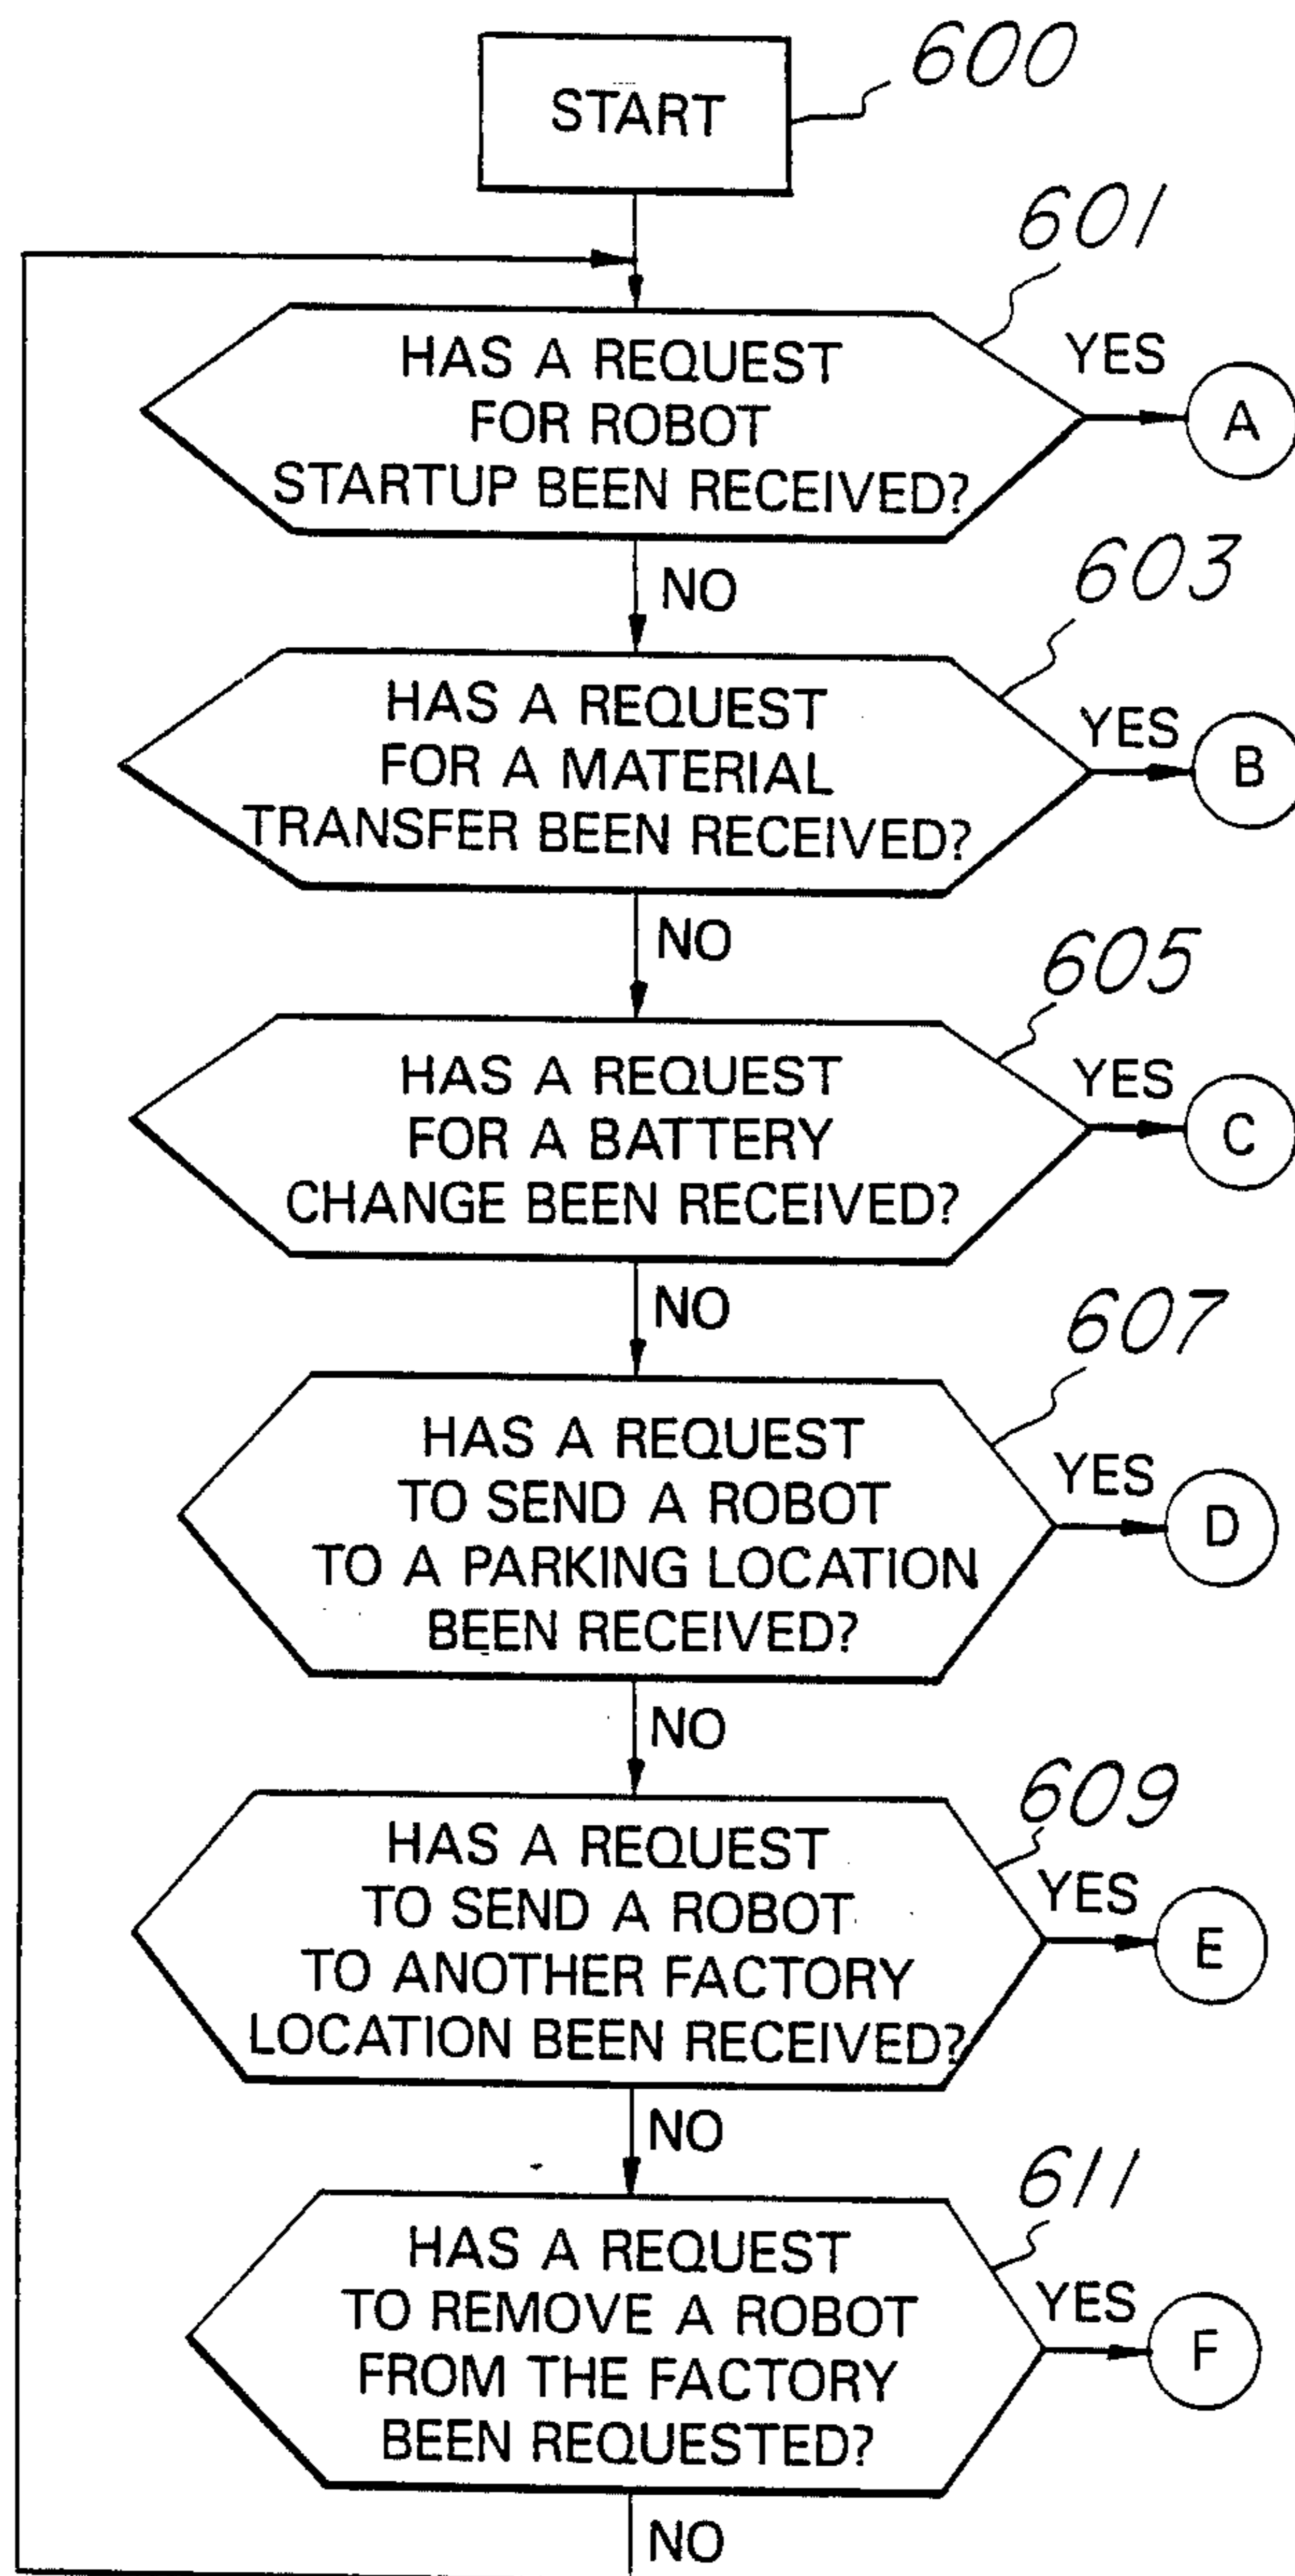 START
600
601
HAS A REQUEST
FOR ROBOT
STARTUP BEEN RECEIVED?
YES
A
NO
603
HAS A REQUEST
FOR A MATERIAL
TRANSFER BEEN RECEIVED?
YES
B
NO
605
HAS A REQUEST
FOR A BATTERY
CHANGE BEEN RECEIVED?
YES
C
NO
607
HAS A REQUEST
TO SEND A ROBOT
TO A PARKING LOCATION
BEEN RECEIVED?
YES
D
NO
609
HAS A REQUEST
TO SEND A ROBOT
TO ANOTHER FACTORY
LOCATION BEEN RECEIVED?
YES
E
NO
611
HAS A REQUEST
TO REMOVE A ROBOT
FROM THE FACTORY
BEEN REQUESTED?
YES
F
NO